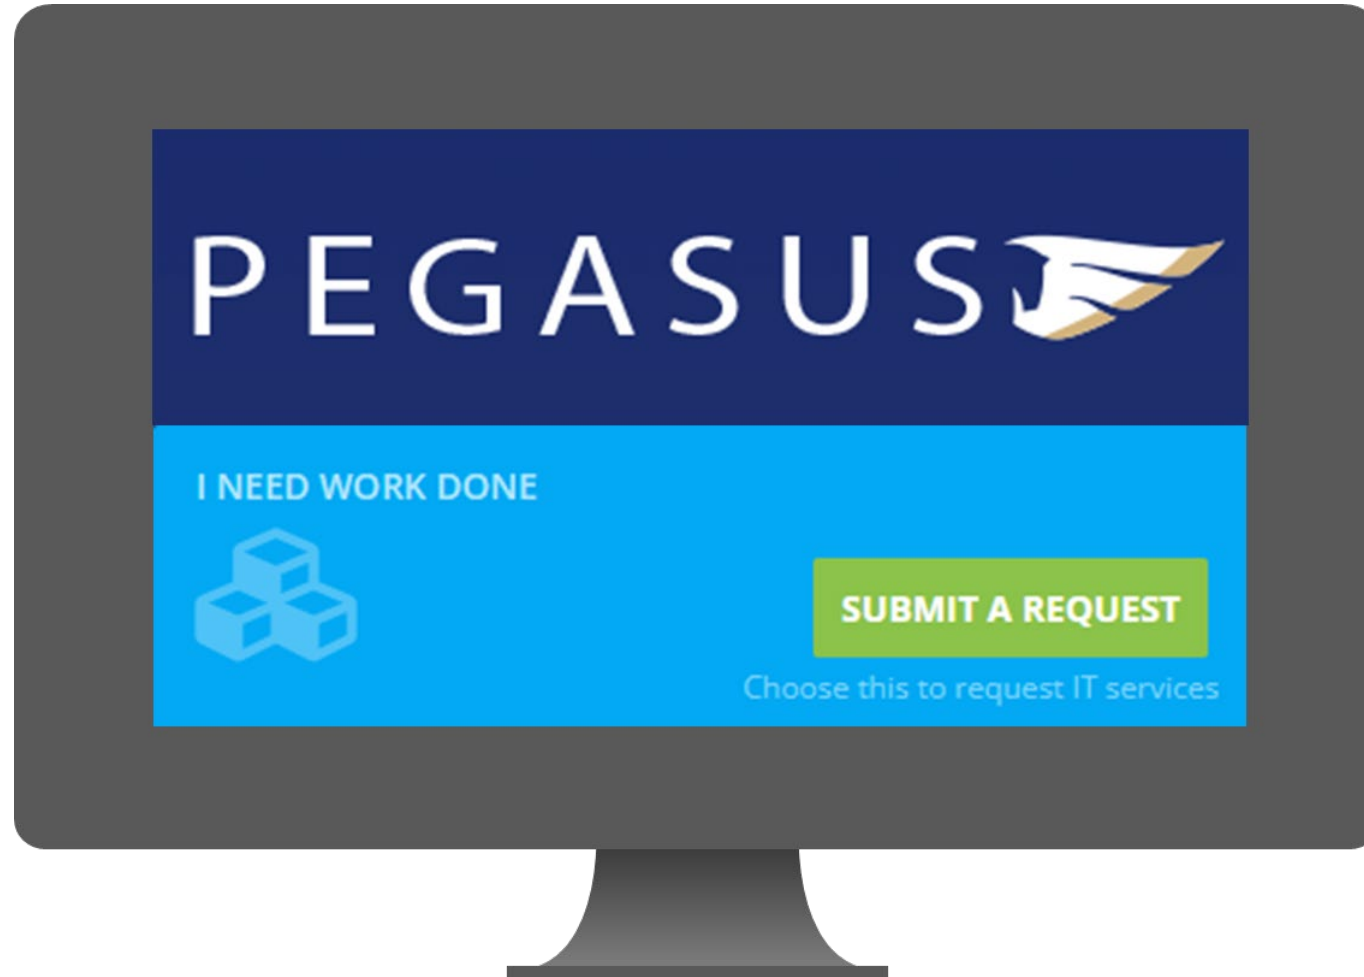 PEGASUS
I NEED WORK DONE
SUBMIT A REQUEST
Choose this to request IT services